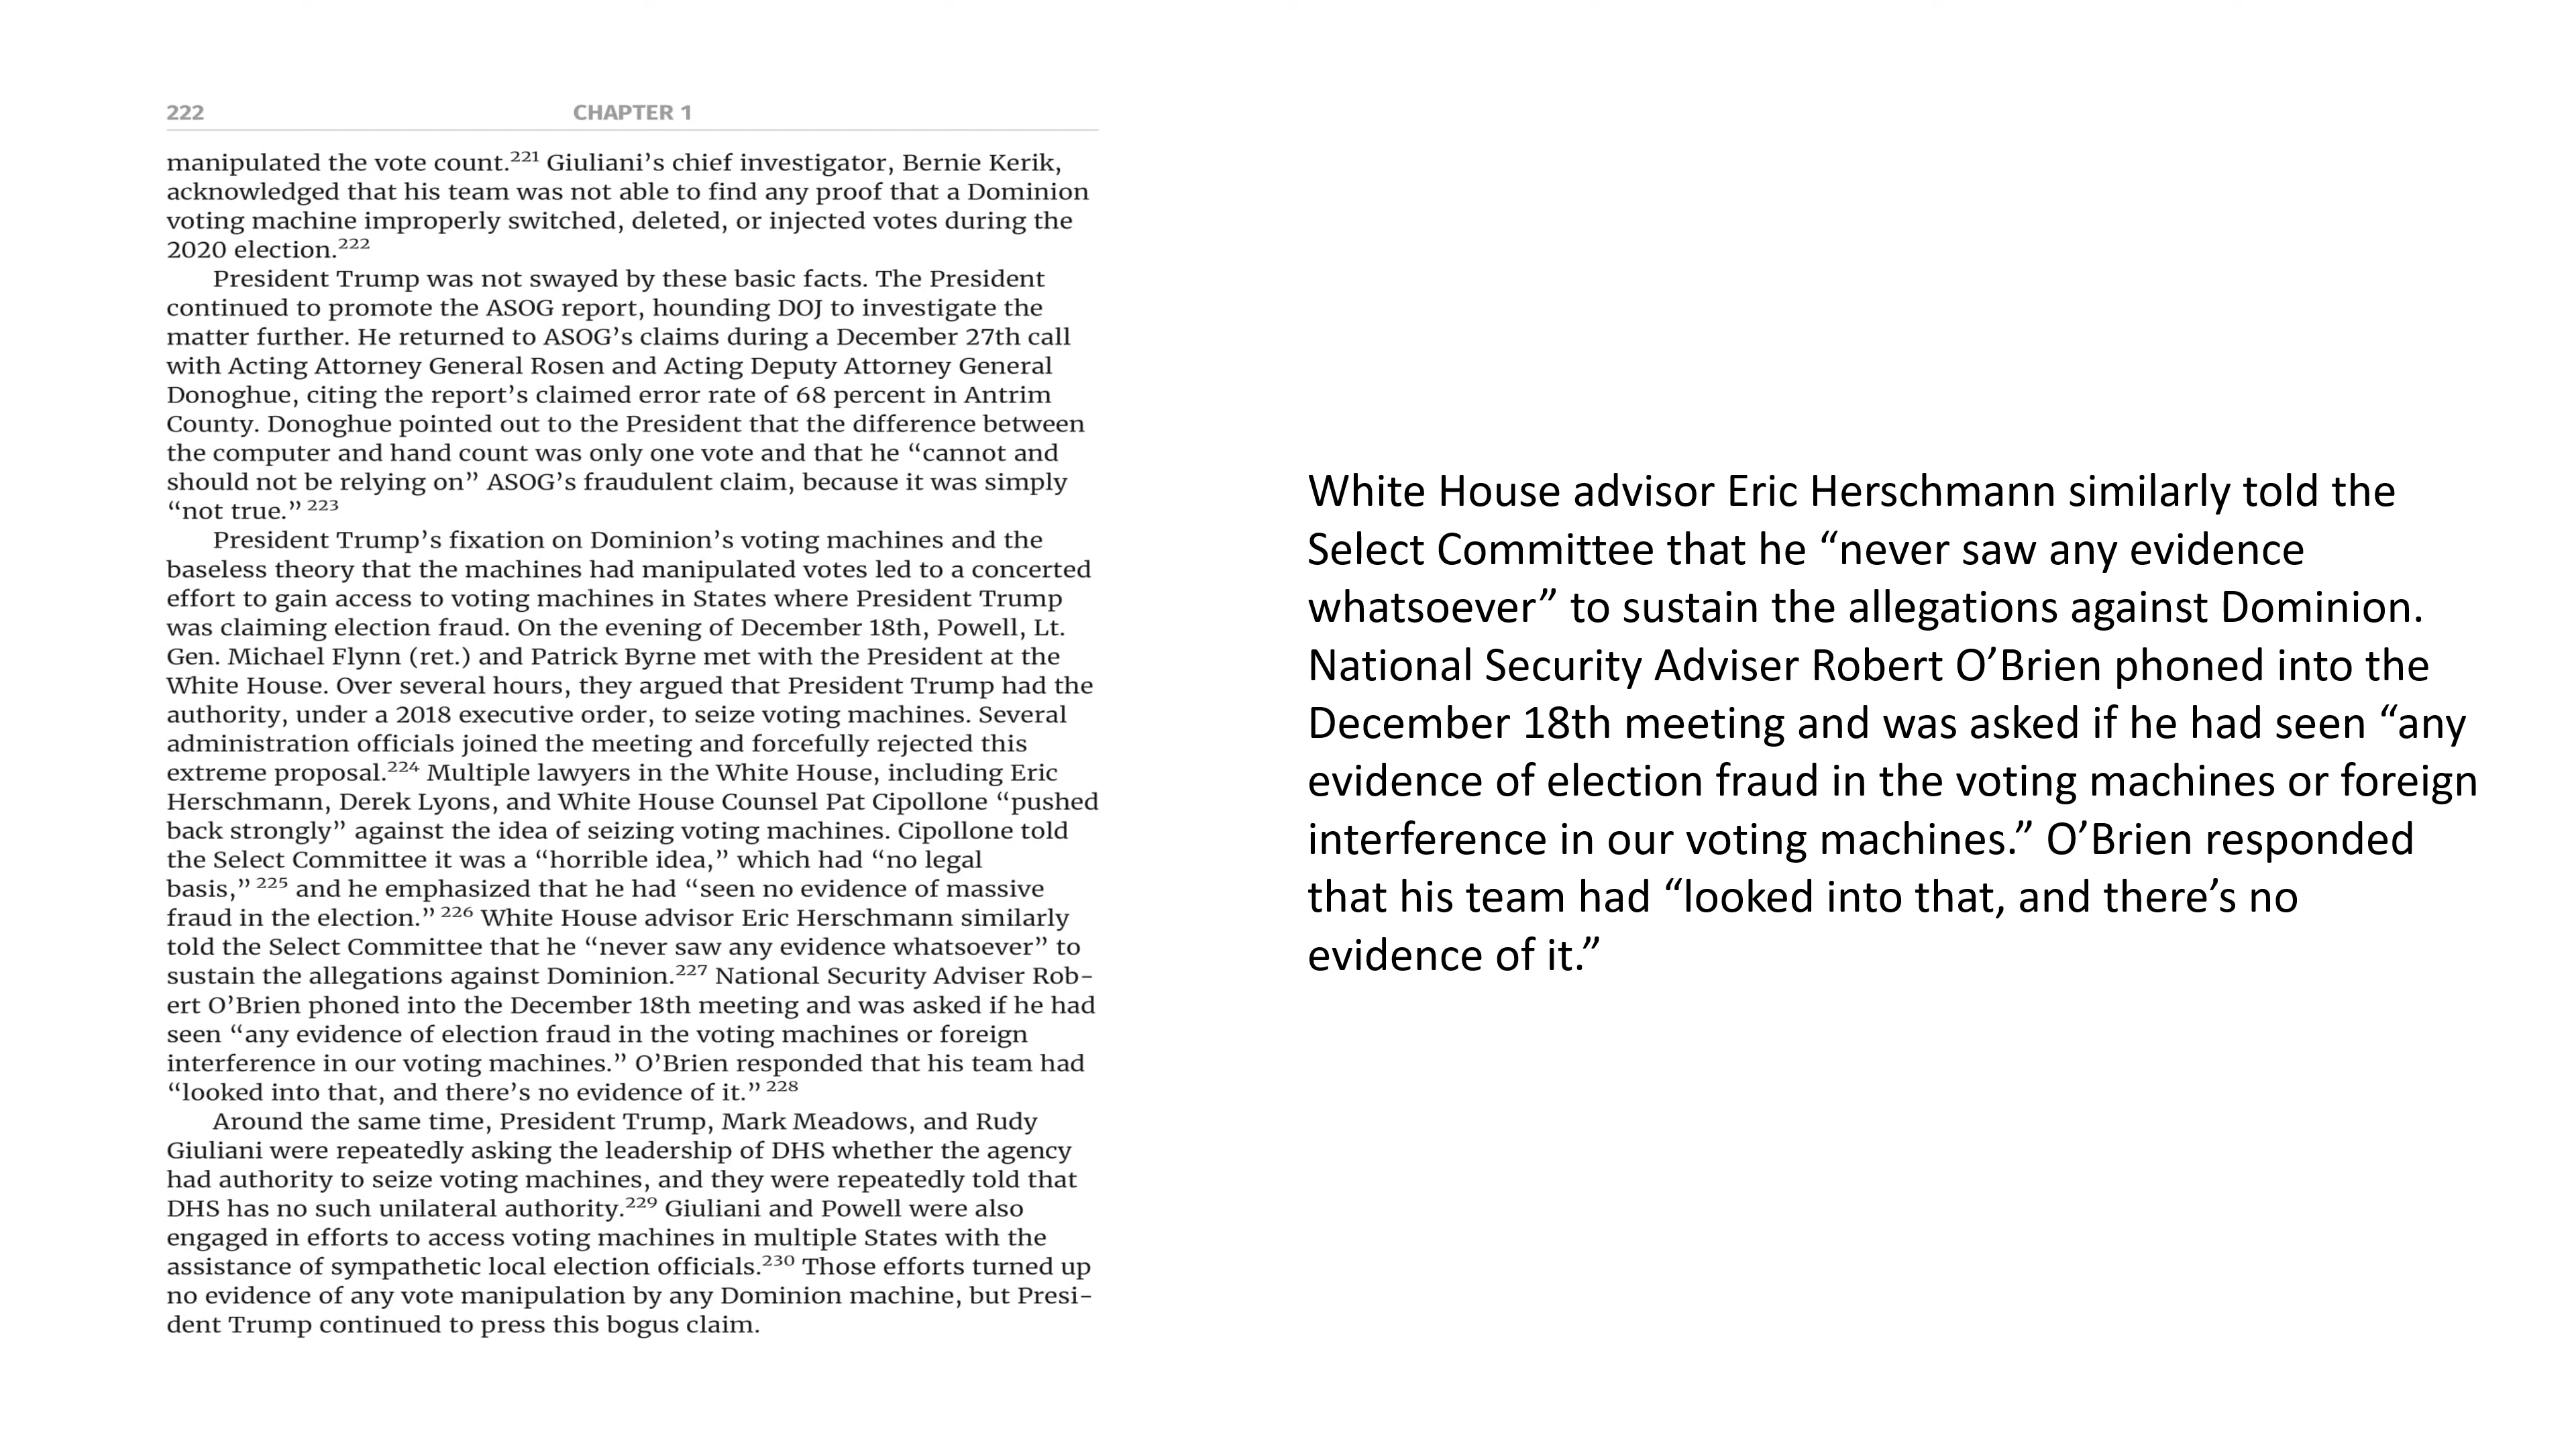 222 CHAPTER 1
manipulated the vote count.²²¹ Giuliani’s chief investigator, Bernie Kerik,
acknowledged that his team was not able to find any proof that a Dominion
voting machine improperly switched, deleted, or injected votes during the
2020 election.²²²
President Trump was not swayed by these basic facts. The President
continued to promote the ASOG report, hounding DOJ to investigate the
matter further. He returned to ASOG’s claims during a December 27th call
with Acting Attorney General Rosen and Acting Deputy Attorney General
Donoghue, citing the report’s claimed error rate of 68 percent in Antrim
County. Donoghue pointed out to the President that the difference between
the computer and hand count was only one vote and that he “cannot and
should not be relying on” ASOG’s fraudulent claim, because it was simply
“not true.” ²²³
President Trump’s fixation on Dominion’s voting machines and the
baseless theory that the machines had manipulated votes led to a concerted
effort to gain access to voting machines in States where President Trump
was claiming election fraud. On the evening of December 18th, Powell, Lt.
Gen. Michael Flynn (ret.) and Patrick Byrne met with the President at the
White House. Over several hours, they argued that President Trump had the
authority, under a 2018 executive order, to seize voting machines. Several
administration officials joined the meeting and forcefully rejected this
extreme proposal.²²⁴ Multiple lawyers in the White House, including Eric
Herschmann, Derek Lyons, and White House Counsel Pat Cipollone “pushed
back strongly” against the idea of seizing voting machines. Cipollone told
the Select Committee it was a “horrible idea,” which had “no legal
basis,” ²²⁵ and he emphasized that he had “seen no evidence of massive
fraud in the election.” ²²⁶ White House advisor Eric Herschmann similarly
told the Select Committee that he “never saw any evidence whatsoever” to
sustain the allegations against Dominion.²²⁷ National Security Adviser Rob-
ert O’Brien phoned into the December 18th meeting and was asked if he had
seen “any evidence of election fraud in the voting machines or foreign
interference in our voting machines.” O’Brien responded that his team had
“looked into that, and there’s no evidence of it.” ²²⁸
Around the same time, President Trump, Mark Meadows, and Rudy
Giuliani were repeatedly asking the leadership of DHS whether the agency
had authority to seize voting machines, and they were repeatedly told that
DHS has no such unilateral authority.²²⁹ Giuliani and Powell were also
engaged in efforts to access voting machines in multiple States with the
assistance of sympathetic local election officials.²³⁰ Those efforts turned up
no evidence of any vote manipulation by any Dominion machine, but Presi-
dent Trump continued to press this bogus claim.
White House advisor Eric Herschmann similarly told the
Select Committee that he “never saw any evidence
whatsoever” to sustain the allegations against Dominion.
National Security Adviser Robert O’Brien phoned into the
December 18th meeting and was asked if he had seen “any
evidence of election fraud in the voting machines or foreign
interference in our voting machines.” O’Brien responded
that his team had “looked into that, and there’s no
evidence of it.”